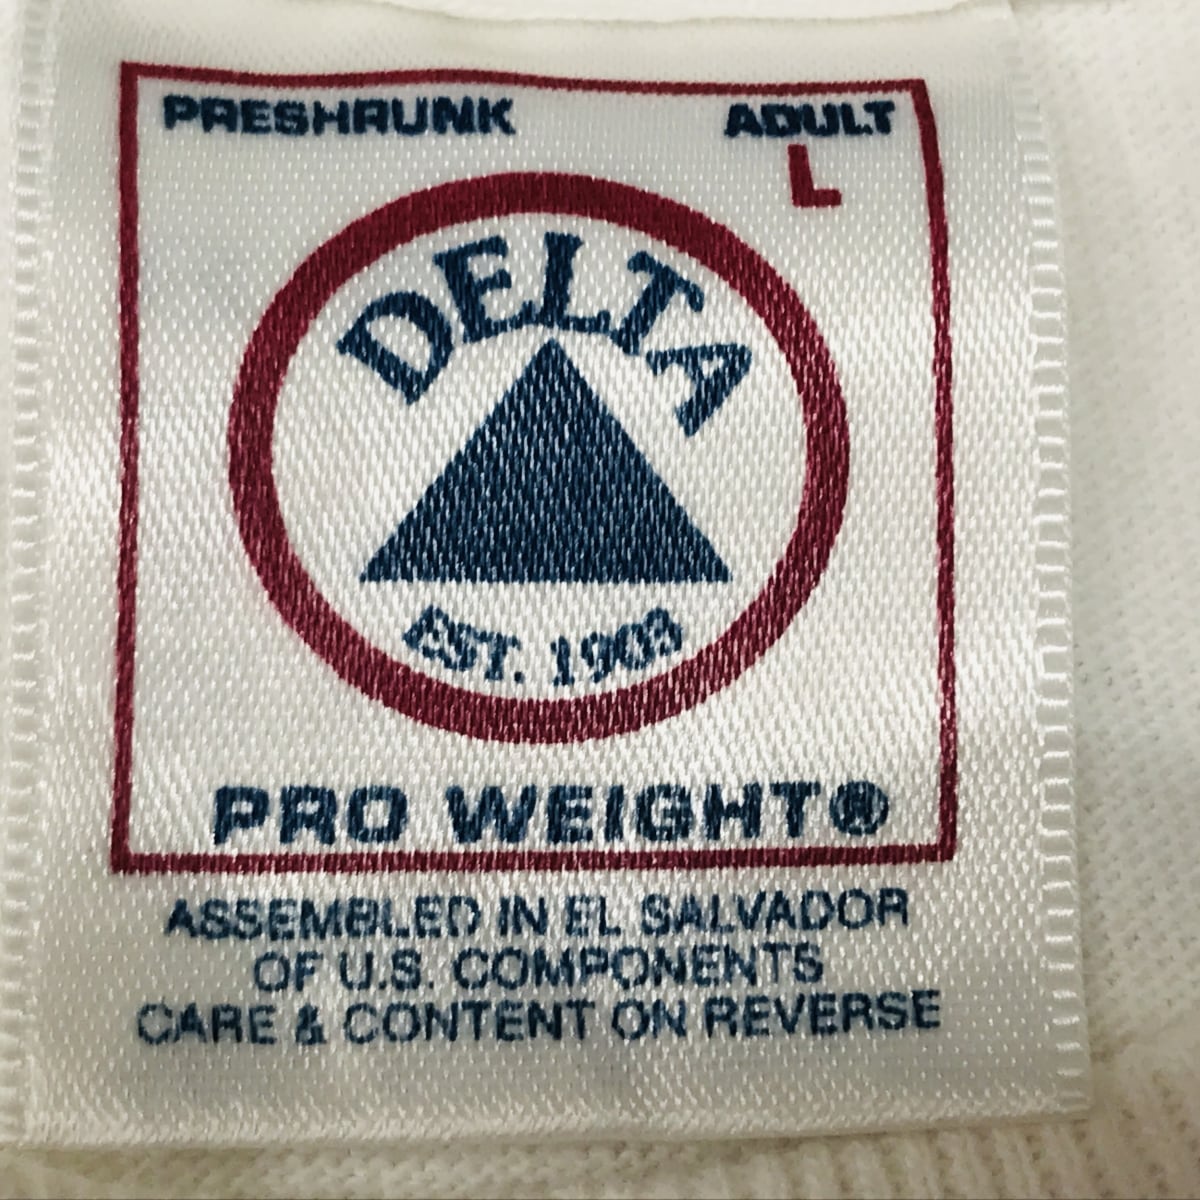 PRESHRUNK ADULT
L
DELTA
EST. 1903
PRO WEIGHT®
ASSEMBLED IN EL SALVADOR
OF U.S. COMPONENTS
CARE & CONTENT ON REVERSE